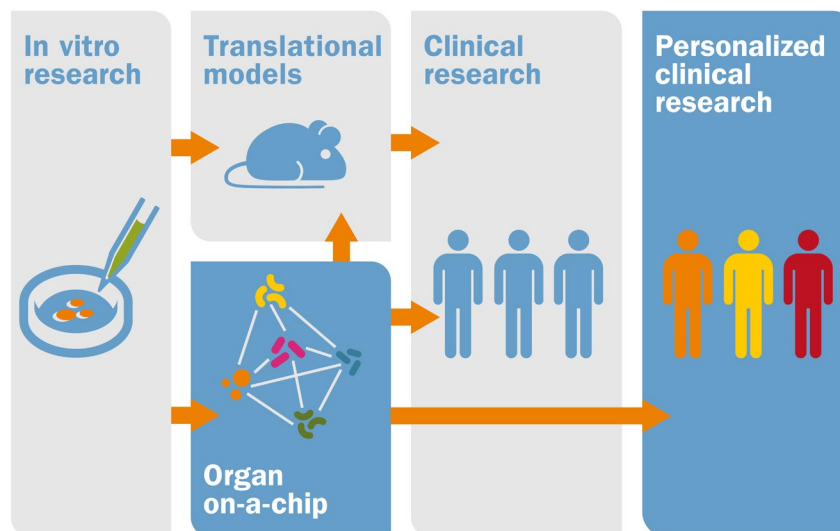 In vitro
research
Translational
models
Clinical
research
Personalized
clinical
research
Organ
on-a-chip